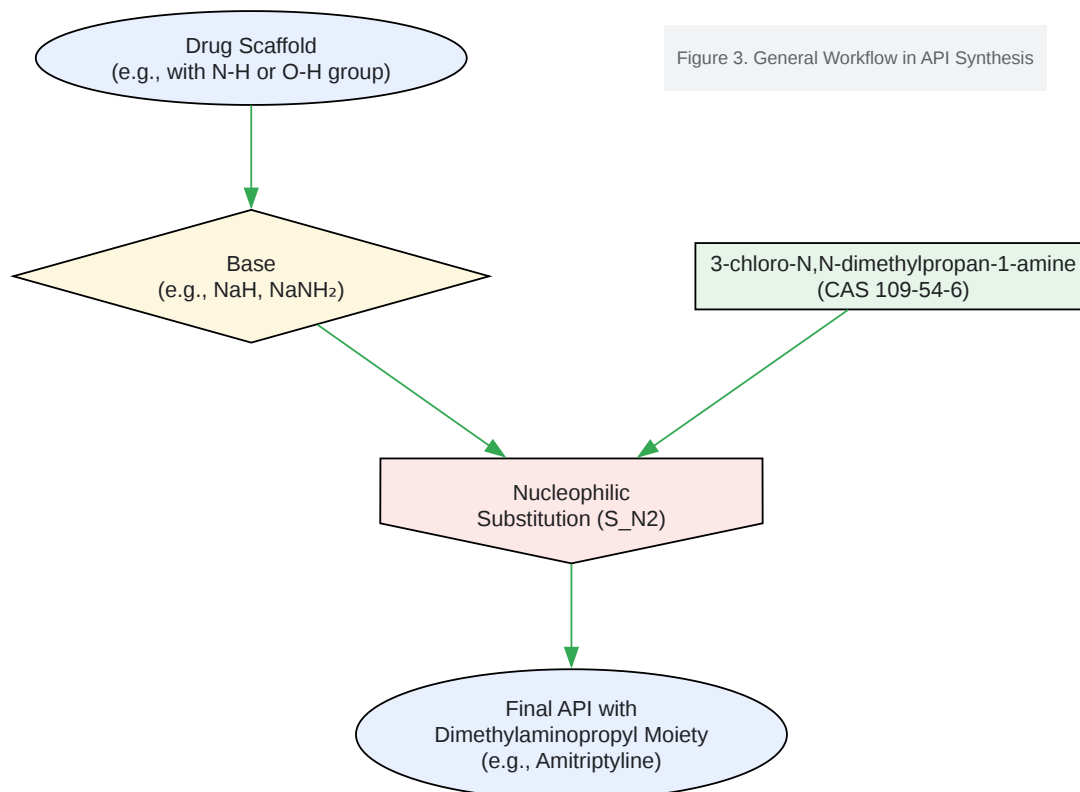 Drug Scaffold
(e.g., with N-H or O-H group)
Figure 3. General Workflow in API Synthesis
Base
(e.g., NaH, NaNH₂)
3-chloro-N,N-dimethylpropan-1-amine
(CAS 109-54-6)
Nucleophilic
Substitution (S_N2)
Final API with
Dimethylaminopropyl Moiety
(e.g., Amitriptyline)